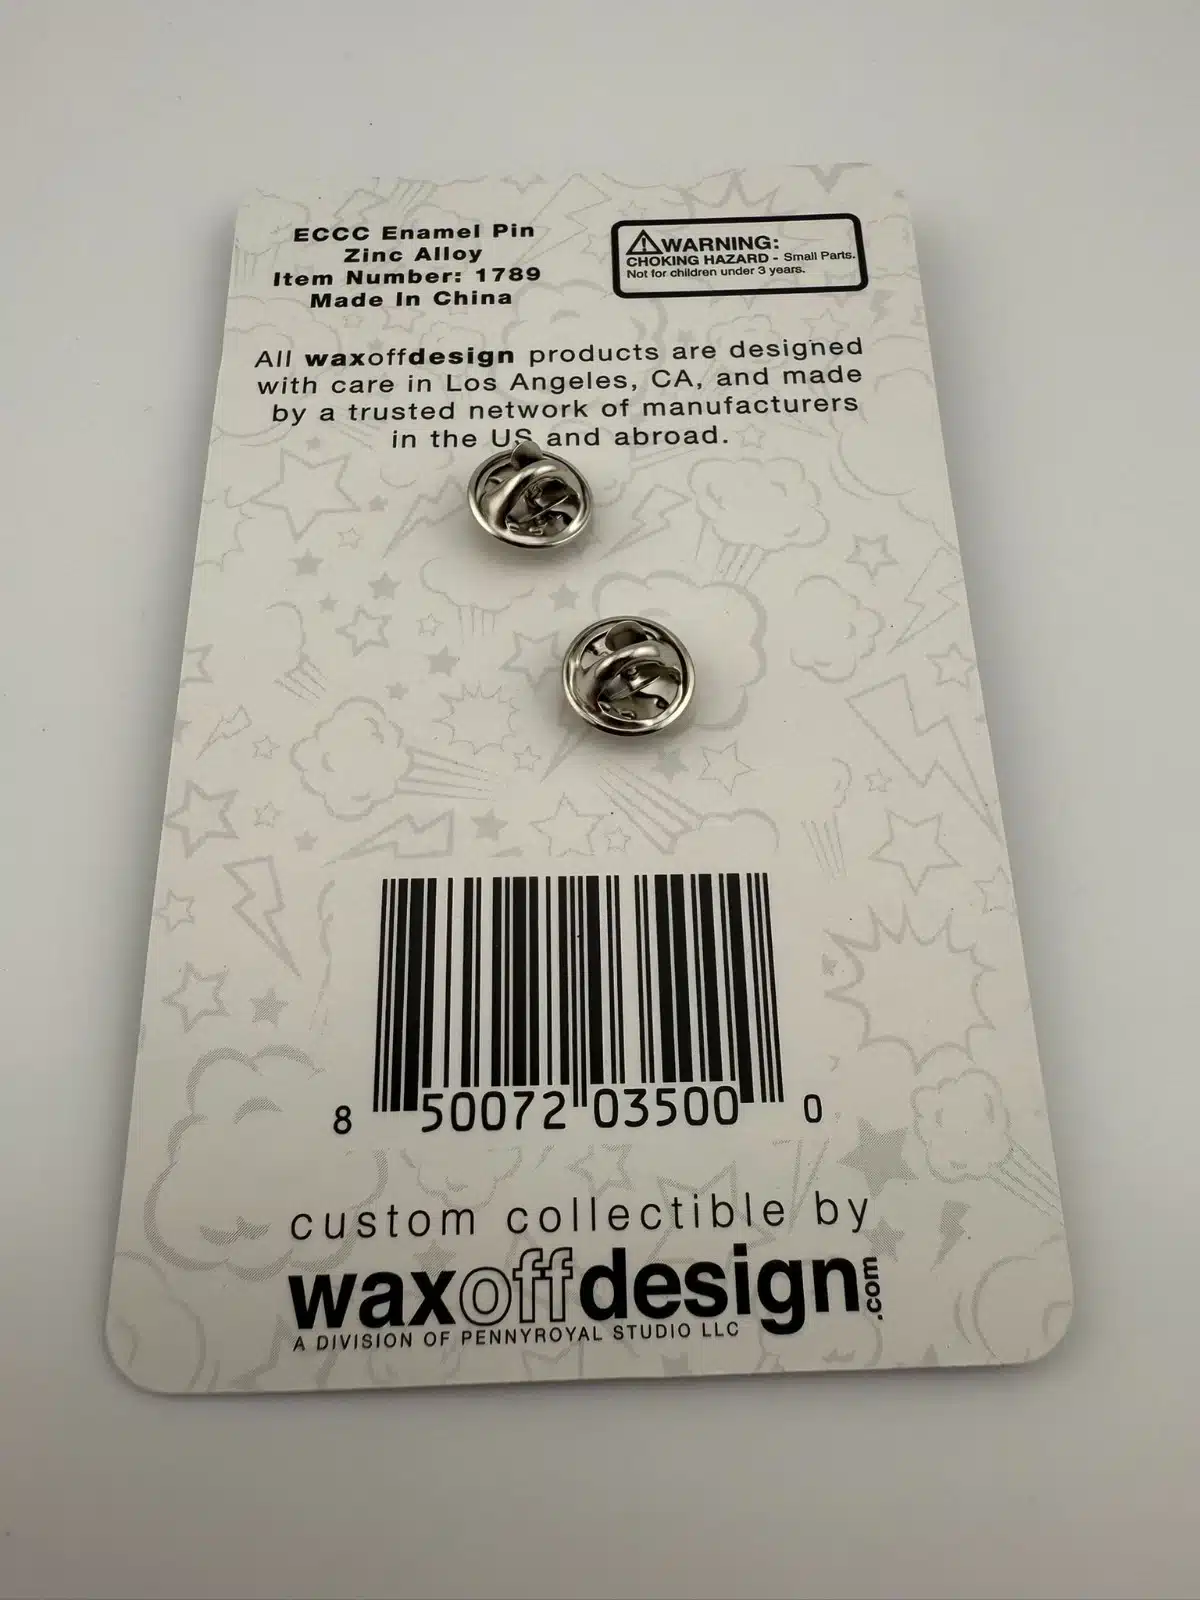 ECCC Enamel Pin
Zinc Alloy
Item Number: 1789
Made In China
WARNING:
CHOKING HAZARD - Small Parts.
Not for children under 3 years.
All waxoffdesign products are designed
with care in Los Angeles, CA, and made
by a trusted network of manufacturers
in the US and abroad.
8 50072 03500 0
custom collectible by
waxoffdesign.com
A DIVISION OF PENNYROYAL STUDIO LLC